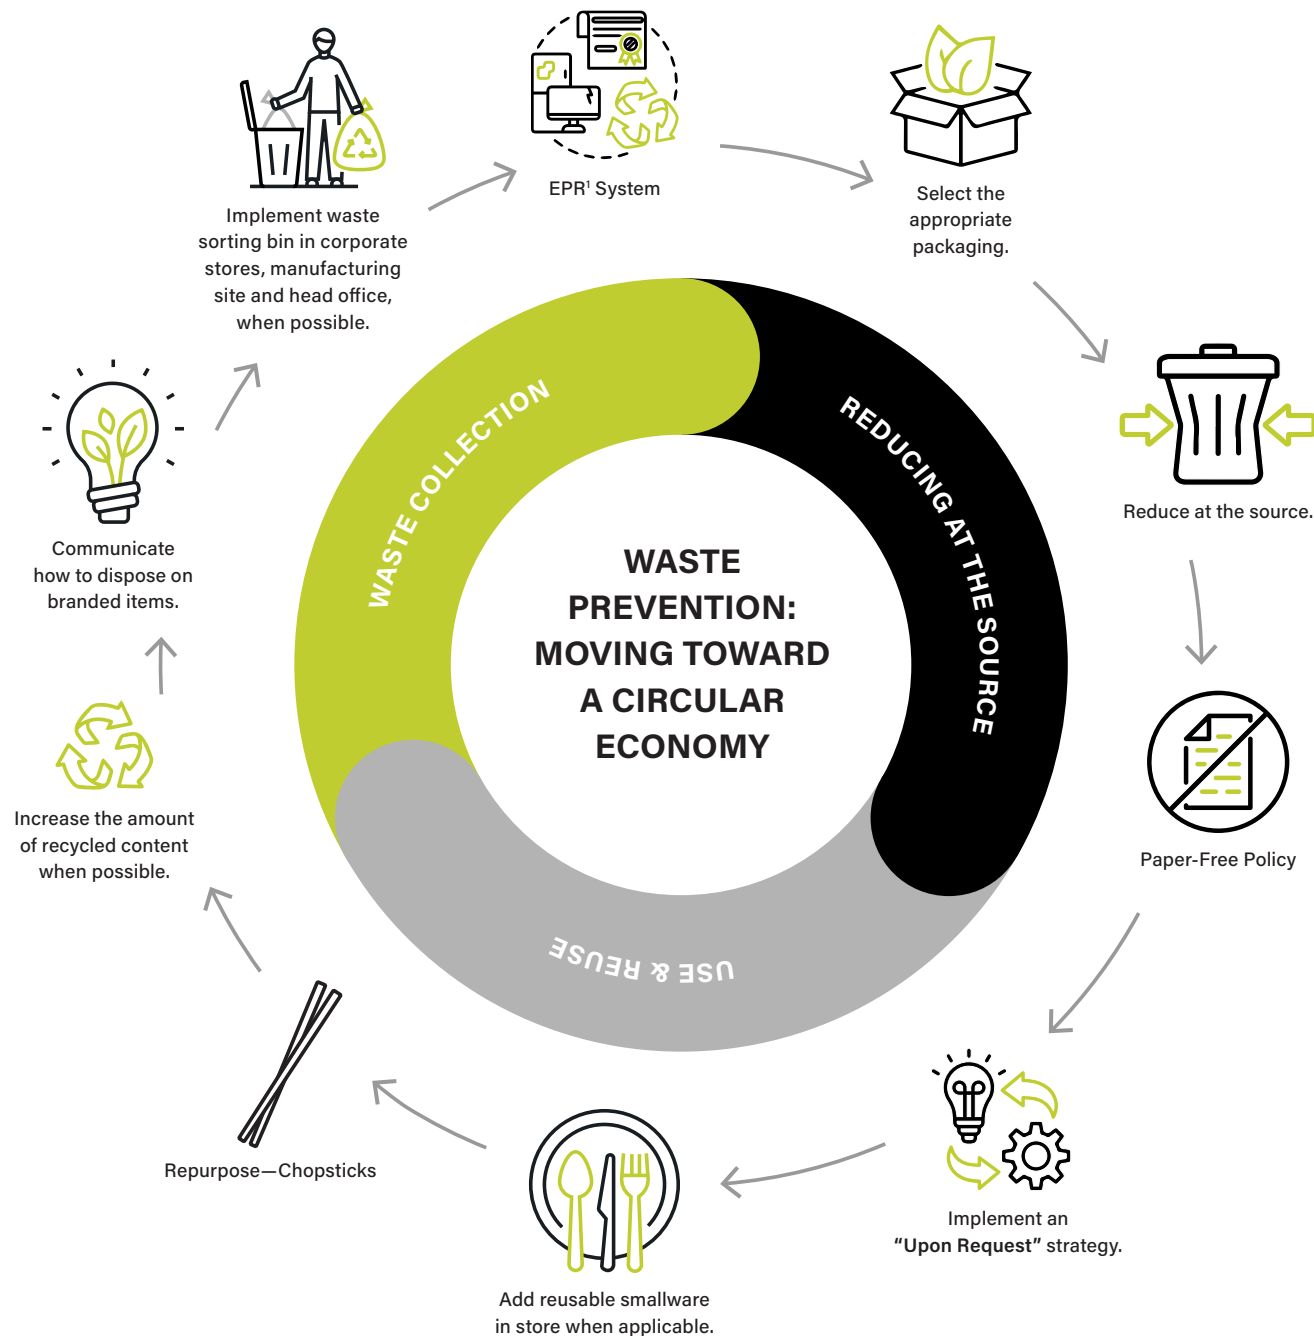 EPR¹ System
Select the
appropriate
packaging.
Implement waste
sorting bin in corporate
stores, manufacturing
site and head office,
when possible.
Reduce at the source.
WASTE COLLECTION
REDUCING AT THE SOURCE
USE & REUSE
WASTE
PREVENTION:
MOVING TOWARD
A CIRCULAR
ECONOMY
Communicate
how to dispose on
branded items.
Increase the amount
of recycled content
when possible.
Paper-Free Policy
Repurpose—Chopsticks
Implement an
“Upon Request” strategy.
Add reusable smallware
in store when applicable.